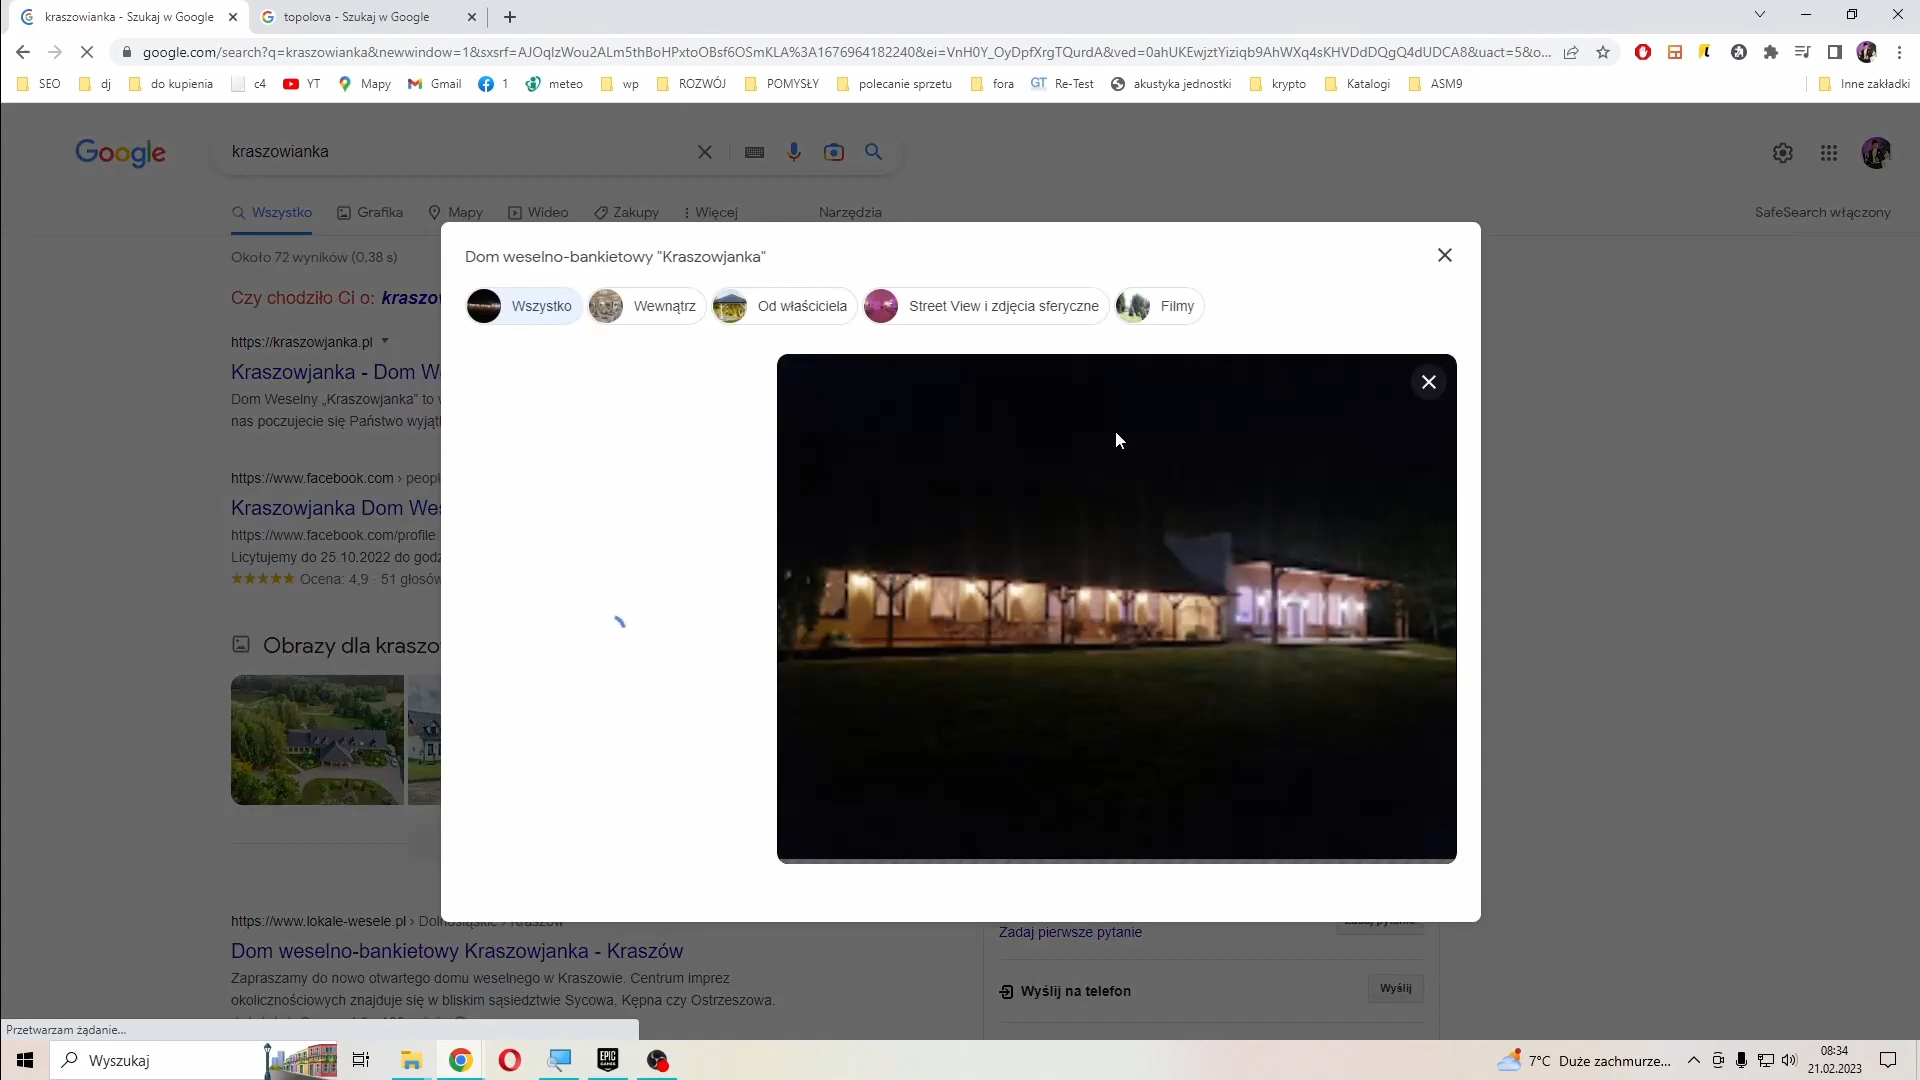 kraszowianka - Szukaj w Google
topolova - Szukaj w Google
google.com/search?q=kraszowianka&newwindow=1&sxsrf=AJOqlzWou2ALm5thBoHPxtoOBsf6OSmKLA%3A1676964182240&ei=VnH0Y_OyDpfXrgTQurdA&ved=0ahUKEwjztYiziqb9AhWXq4sKHVDdDQgQ4dUDCA8&uact=5&o...
SEO
dj
do kupienia
c4
YT
Mapy
Gmail
1
meteo
wp
ROZWÓJ
POMYSŁY
polecanie sprzetu
fora
GT Re-Test
akustyka jednostki
krypto
Katalogi
ASM9
Inne zakładki
Google
kraszowianka
Wszystko
Grafika
Mapy
Wideo
Zakupy
Więcej
Narzędzia
SafeSearch włączony
Około 72 wyników (0,38 s)
Czy chodziło Ci o: kraszo
https://kraszowjanka.pl
Kraszowjanka - Dom W
Dom Weselny „Kraszowjanka” to
nas poczujecie się Państwo wyjąt
https://www.facebook.com › peopl
Kraszowjanka Dom Wes
https://www.facebook.com/profile.
Licytujemy do 25.10.2022 do godz
Ocena: 4,9 · 51 głosów
Obrazy dla kraszo
Dom weselno-bankietowy "Kraszowjanka"
Wszystko
Wewnątrz
Od właściciela
Street View i zdjęcia sferyczne
Filmy
https://www.lokale-wesele.pl › Dolnośląskie › Kraszów
Dom weselno-bankietowy Kraszowjanka - Kraszów
Zapraszamy do nowo otwartego domu weselnego w Kraszowie. Centrum imprez
okolicznościowych znajduje się w bliskim sąsiedztwie Sycowa, Kępna czy Ostrzeszowa.
Zadaj pierwsze pytanie
Wyślij na telefon
Wyślij
Przetwarzam żądanie...
Wyszukaj
EPIC
GAMES
7°C Duże zachmurze...
08:34
21.02.2023